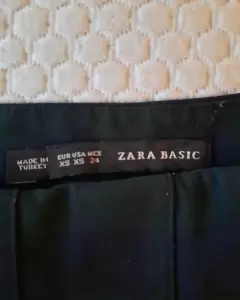 MADE IN
TURKEY
EUR USA MEX
XS XS 24
ZARA BASIC